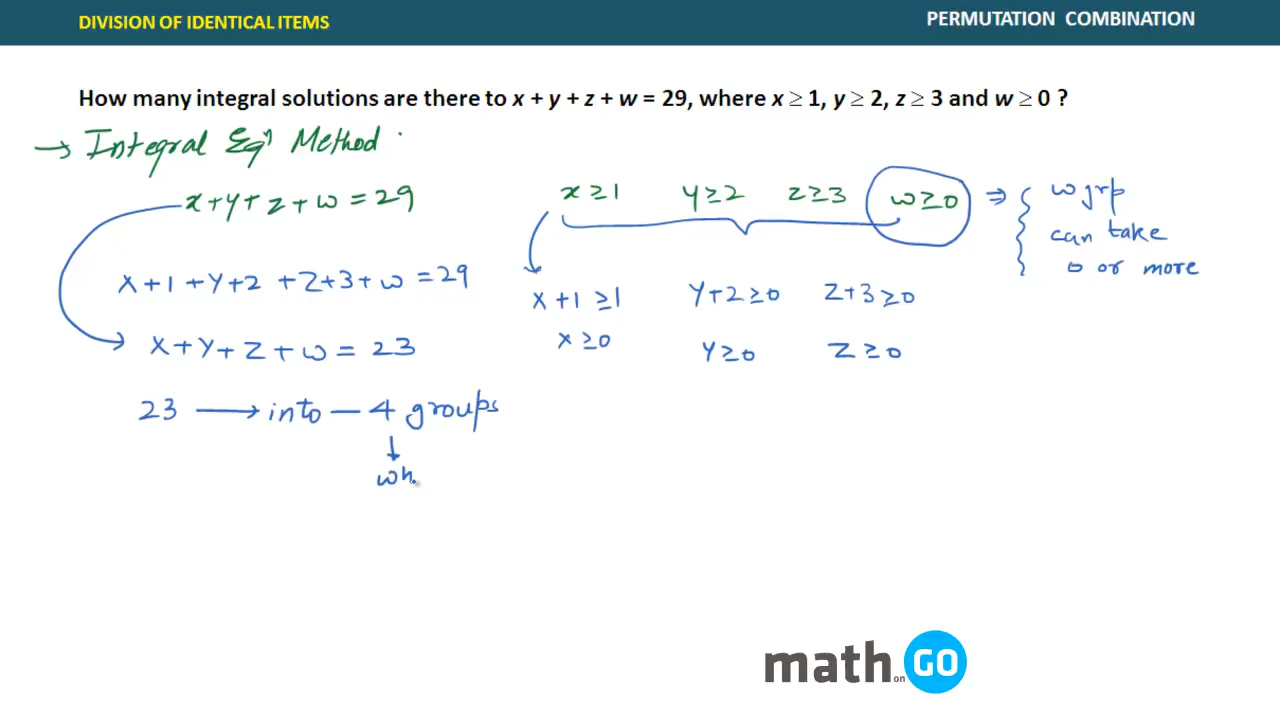 DIVISION OF IDENTICAL ITEMS
PERMUTATION COMBINATION
How many integral solutions are there to x + y + z + w = 29, where x ≥ 1, y ≥ 2, z ≥ 3 and w ≥ 0 ?
→ Integral Eqn Method
x + y + z + w = 29
x ≥ 1 y ≥ 2 z ≥ 3 w ≥ 0 ⇒ { w grp
can take
0 or more
X + 1 + Y + 2 + Z + 3 + w = 29
X + 1 ≥ 1 Y + 2 ≥ 0 Z + 3 ≥ 0
X + Y + Z + w = 23
X ≥ 0 Y ≥ 0 Z ≥ 0
23 → into — 4 groups
↓
wh
math on GO